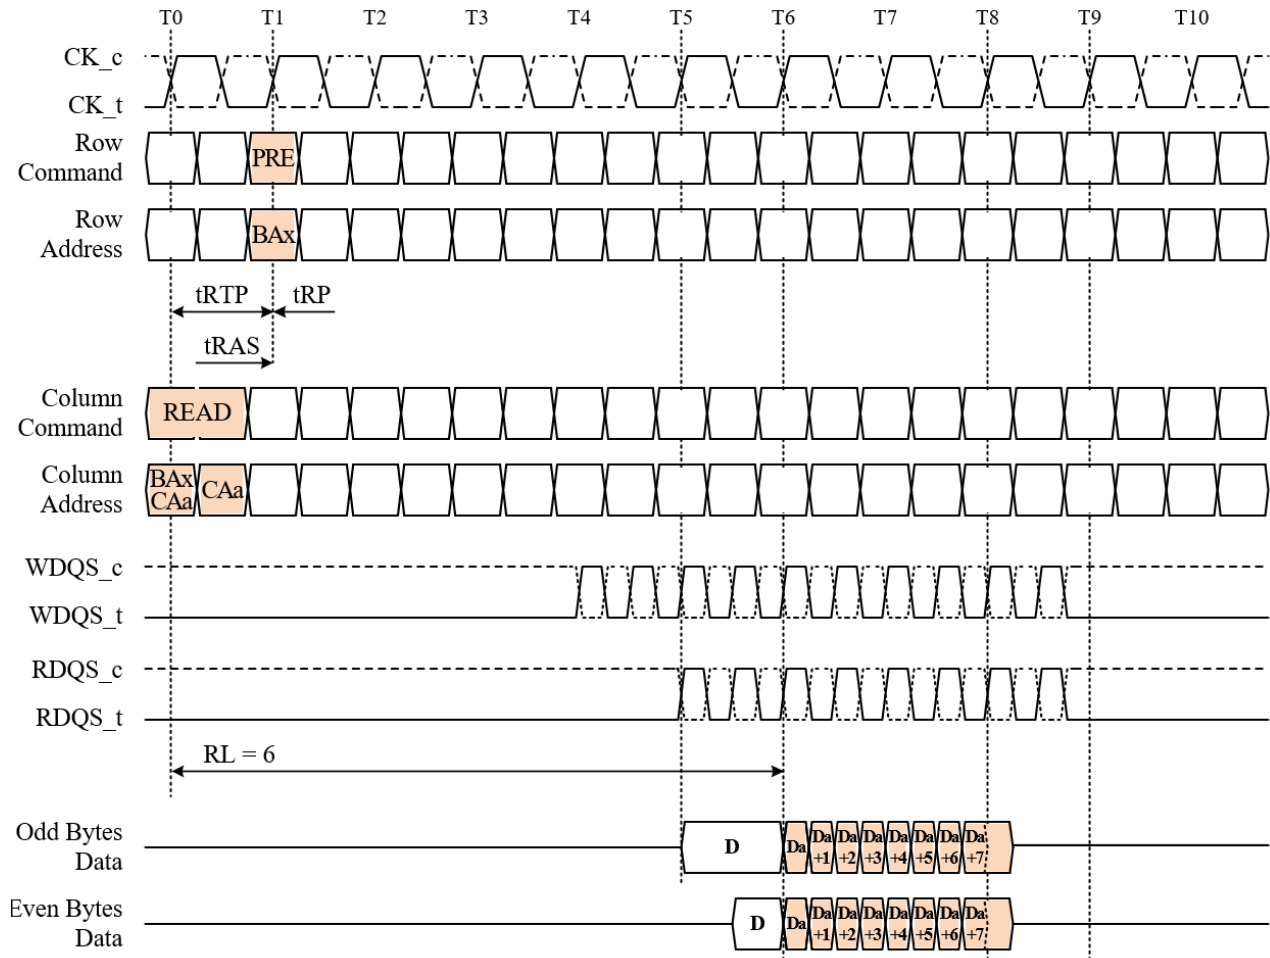 T0 T1 T2 T3 T4 T5 T6 T7 T8 T9 T10
CK_c
CK_t
Row
Command
PRE
Row
Address
BAx
tRTP tRP
tRAS
Column
Command
READ
Column
Address
BAx
CAa
CAa
WDQS_c
WDQS_t
RDQS_c
RDQS_t
RL = 6
Odd Bytes
Data
D
Da
Da
+1
Da
+2
Da
+3
Da
+4
Da
+5
Da
+6
Da
+7
Even Bytes
Data
D
Da
Da
+1
Da
+2
Da
+3
Da
+4
Da
+5
Da
+6
Da
+7